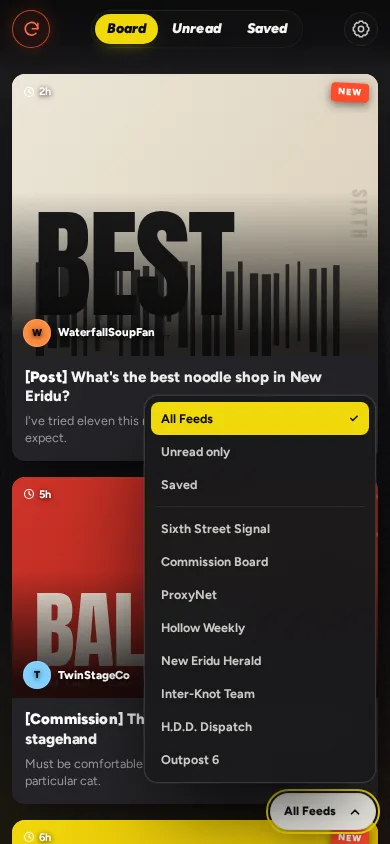 Board
Unread
Saved
2h
NEW
SIXTH
BEST
W
WaterfallSoupFan
[Post] What's the best noodle shop in New
Eridu?
I've tried eleven this
expect.
All Feeds
Unread only
Saved
Sixth Street Signal
Commission Board
ProxyNet
Hollow Weekly
New Eridu Herald
Inter-Knot Team
H.D.D. Dispatch
Outpost 6
5h
BAL
T
TwinStageCo
[Commission] Th
stagehand
Must be comfortable
particular cat.
All Feeds
6h
NEW